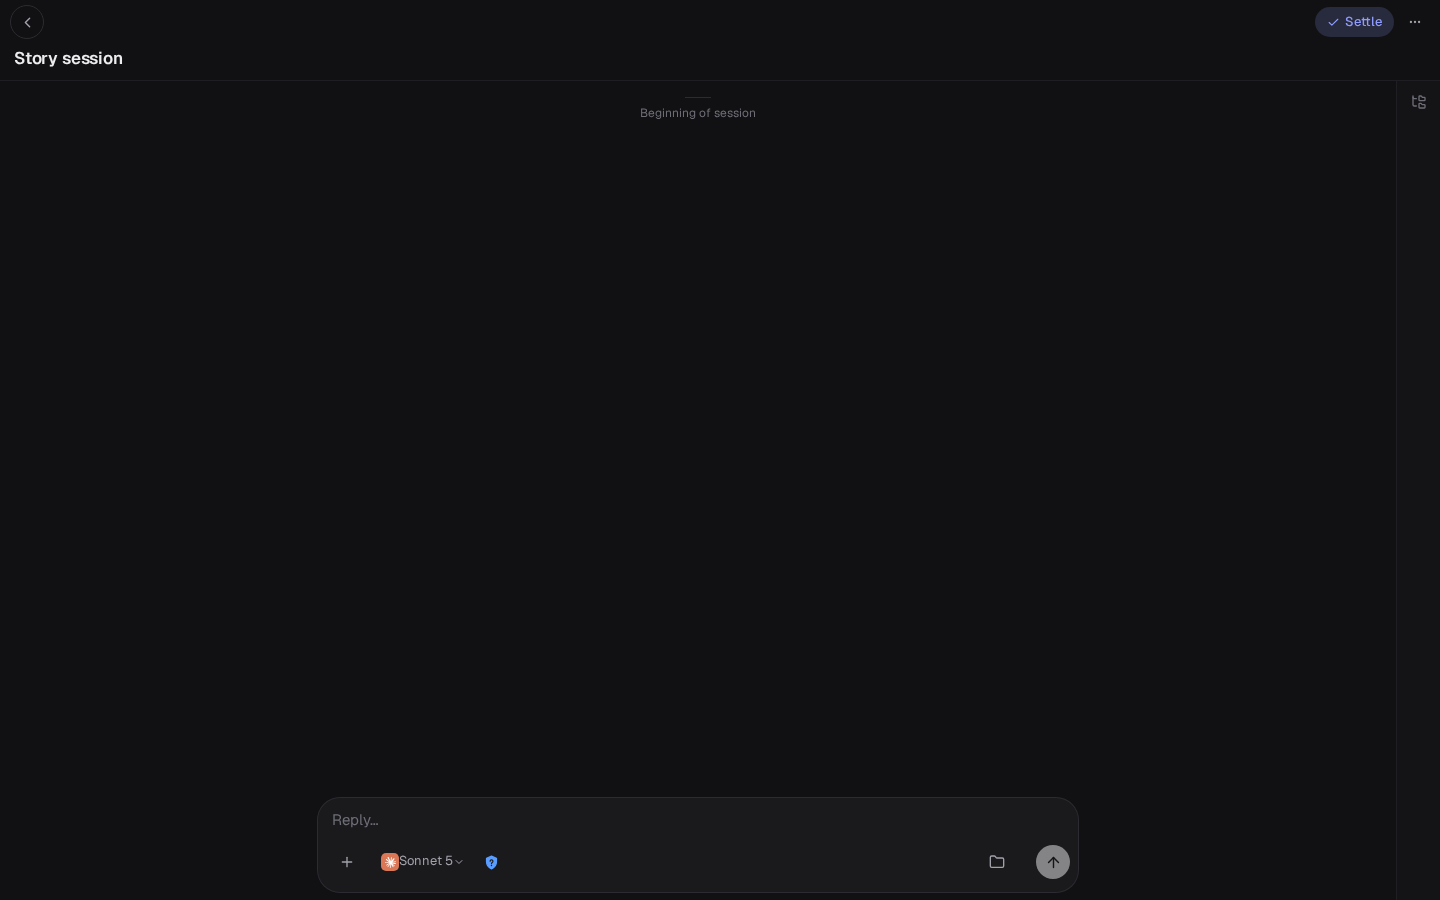 Settle
Story session
Beginning of session
Reply...
Sonnet 5